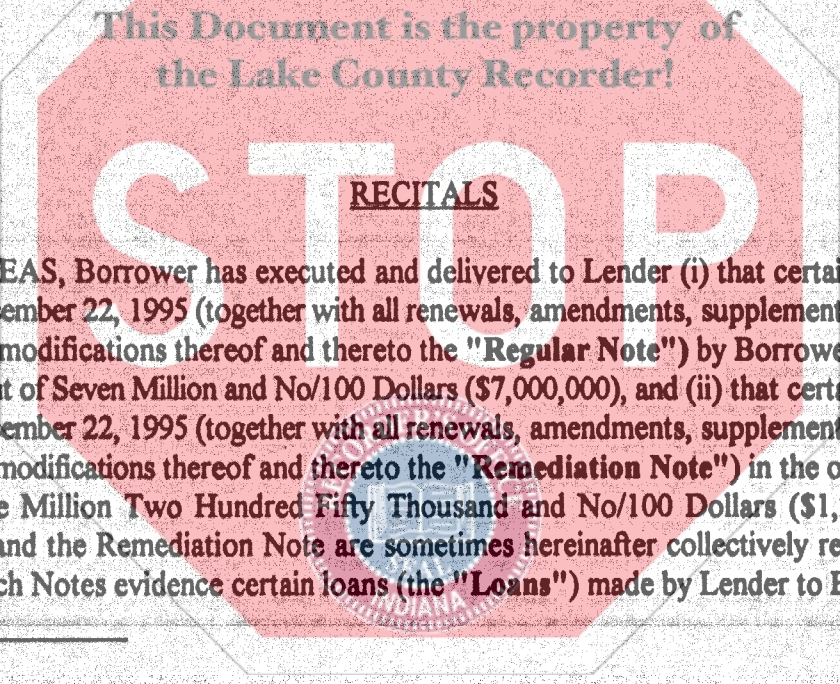 This Document is the property of
the Lake County Recorder!
STOP
RECITALS
EAS, Borrower has executed and delivered to Lender (i) that certai
ember 22, 1995 (together with all renewals, amendments, supplement
modifications thereof and thereto the "Regular Note") by Borrowe
t of Seven Million and No/100 Dollars ($7,000,000), and (ii) that certa
ember 22, 1995 (together with all renewals, amendments, supplement
modifications thereof and thereto the "Remediation Note") in the o
e Million Two Hundred Fifty Thousand and No/100 Dollars ($1,
and the Remediation Note are sometimes hereinafter collectively re
ch Notes evidence certain loans (the "Loans") made by Lender to B
RECORDER'S OFFICE
SEAL
INDIANA